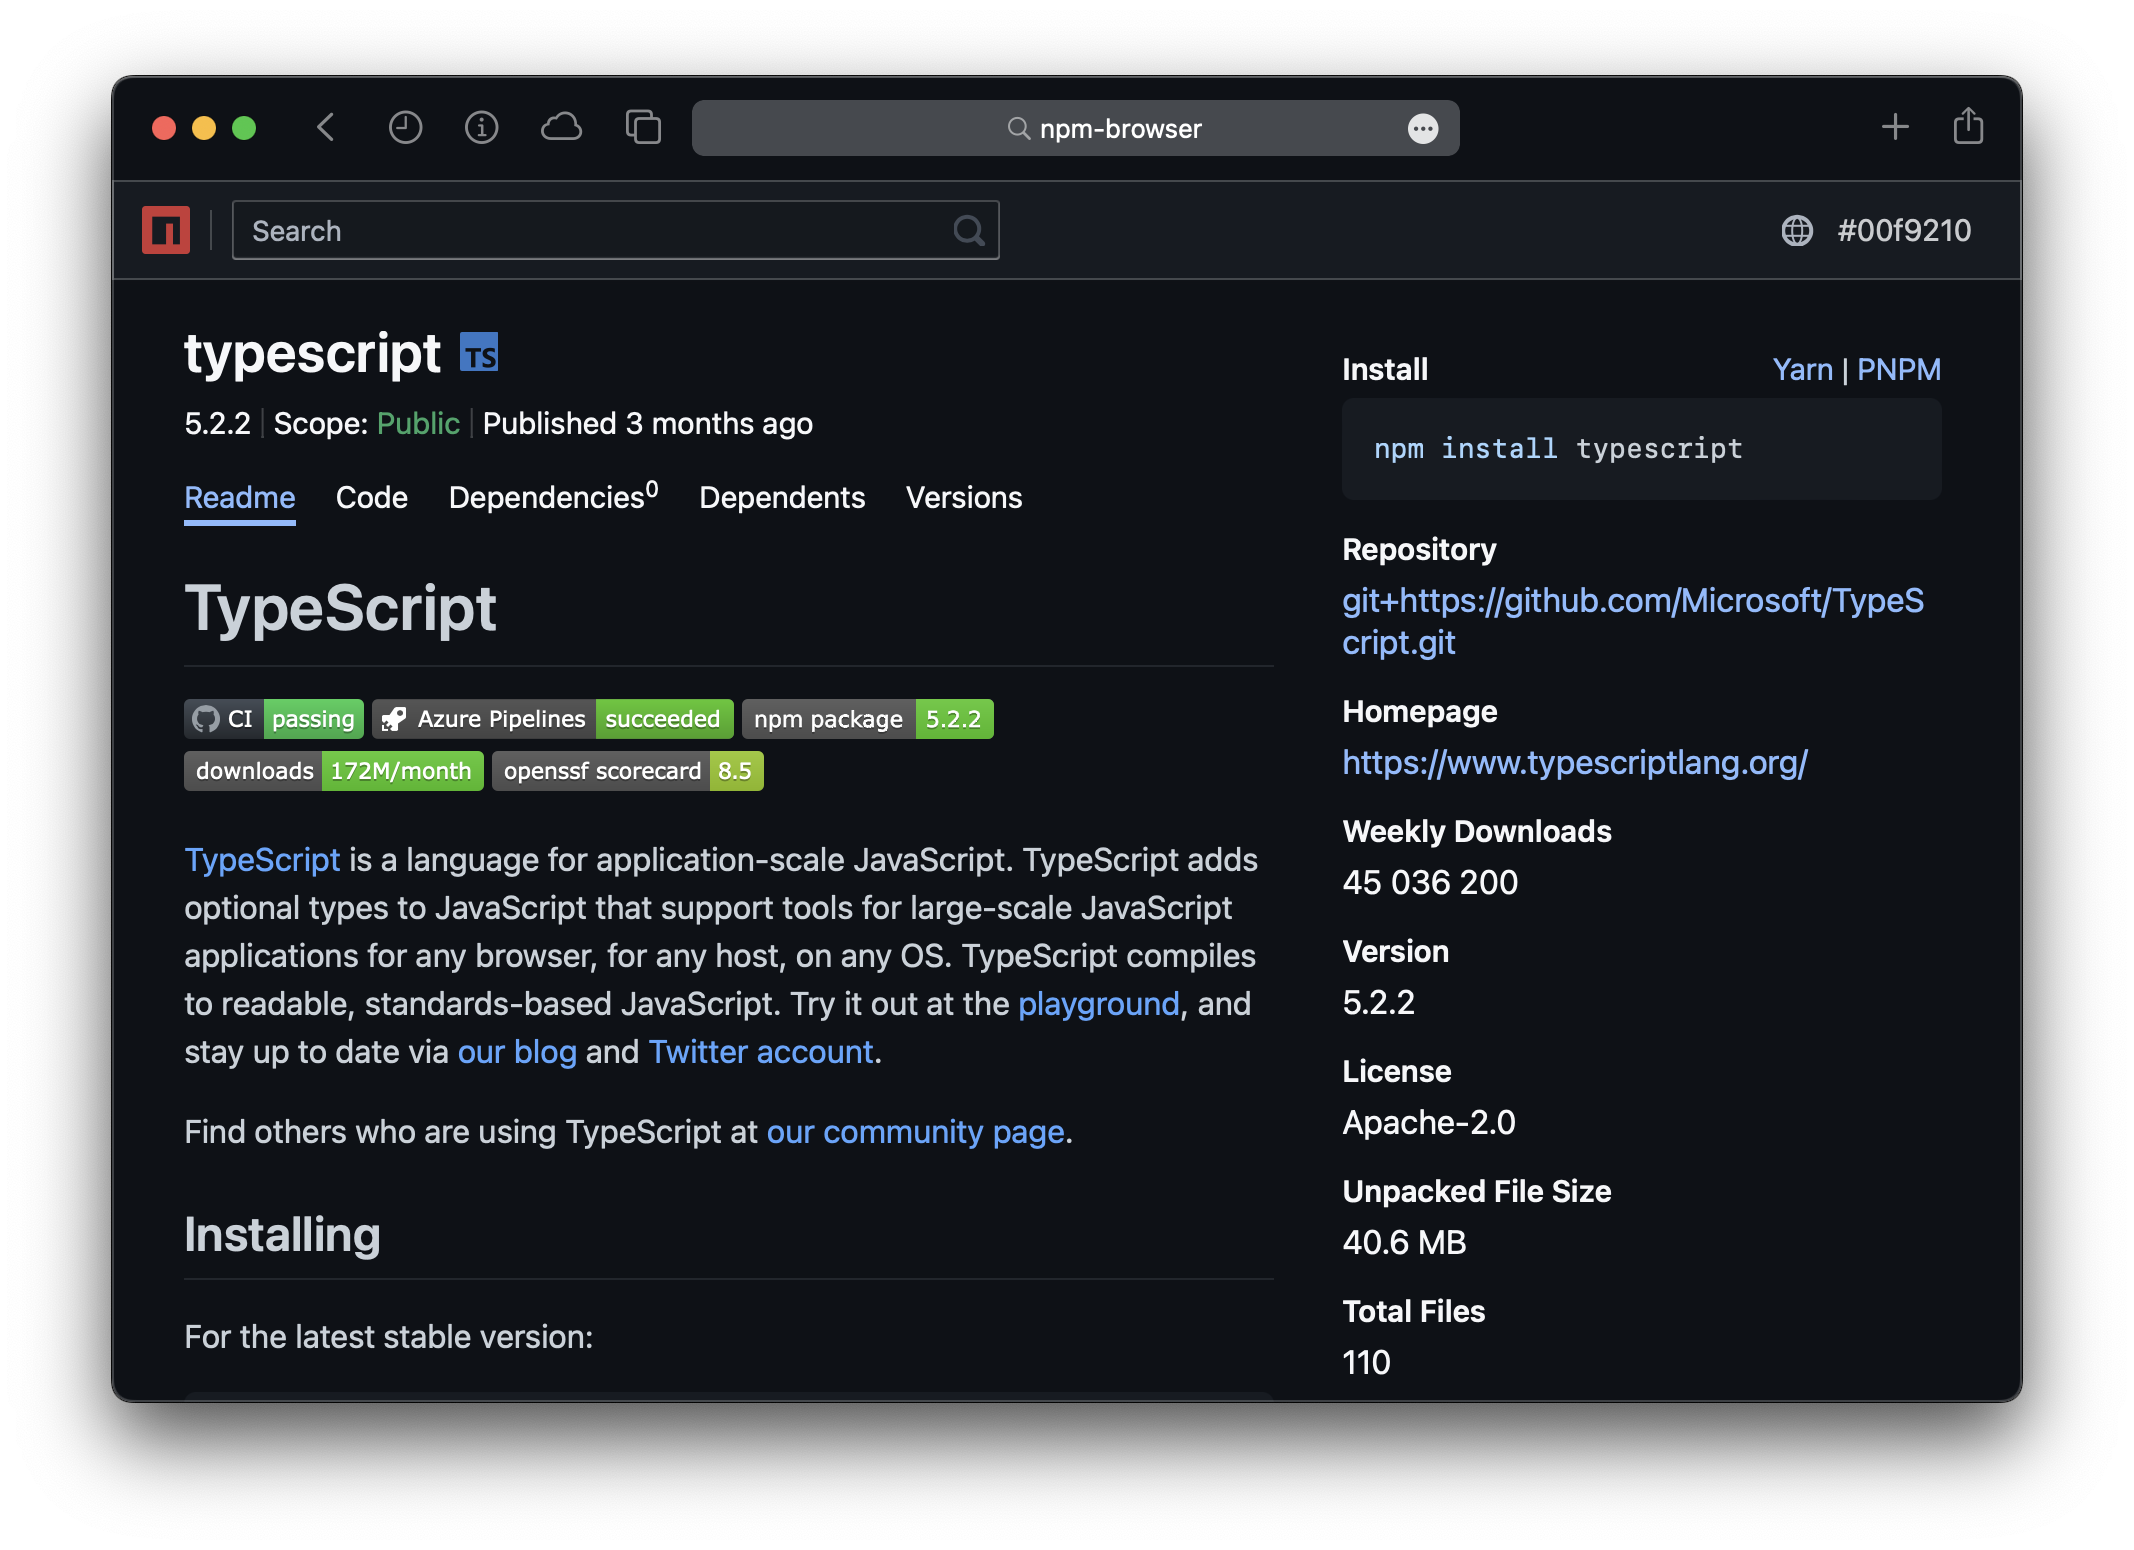 npm-browser
Search
#00f9210
typescript TS
5.2.2 Scope: Public Published 3 months ago
Readme Code Dependencies0 Dependents Versions
TypeScript
CI passing Azure Pipelines succeeded npm package 5.2.2
downloads 172M/month openssf scorecard 8.5
TypeScript is a language for application-scale JavaScript. TypeScript adds
optional types to JavaScript that support tools for large-scale JavaScript
applications for any browser, for any host, on any OS. TypeScript compiles
to readable, standards-based JavaScript. Try it out at the playground, and
stay up to date via our blog and Twitter account.
Find others who are using TypeScript at our community page.
Installing
For the latest stable version:
Install Yarn | PNPM
npm install typescript
Repository
git+https://github.com/Microsoft/TypeS
cript.git
Homepage
https://www.typescriptlang.org/
Weekly Downloads
45 036 200
Version
5.2.2
License
Apache-2.0
Unpacked File Size
40.6 MB
Total Files
110